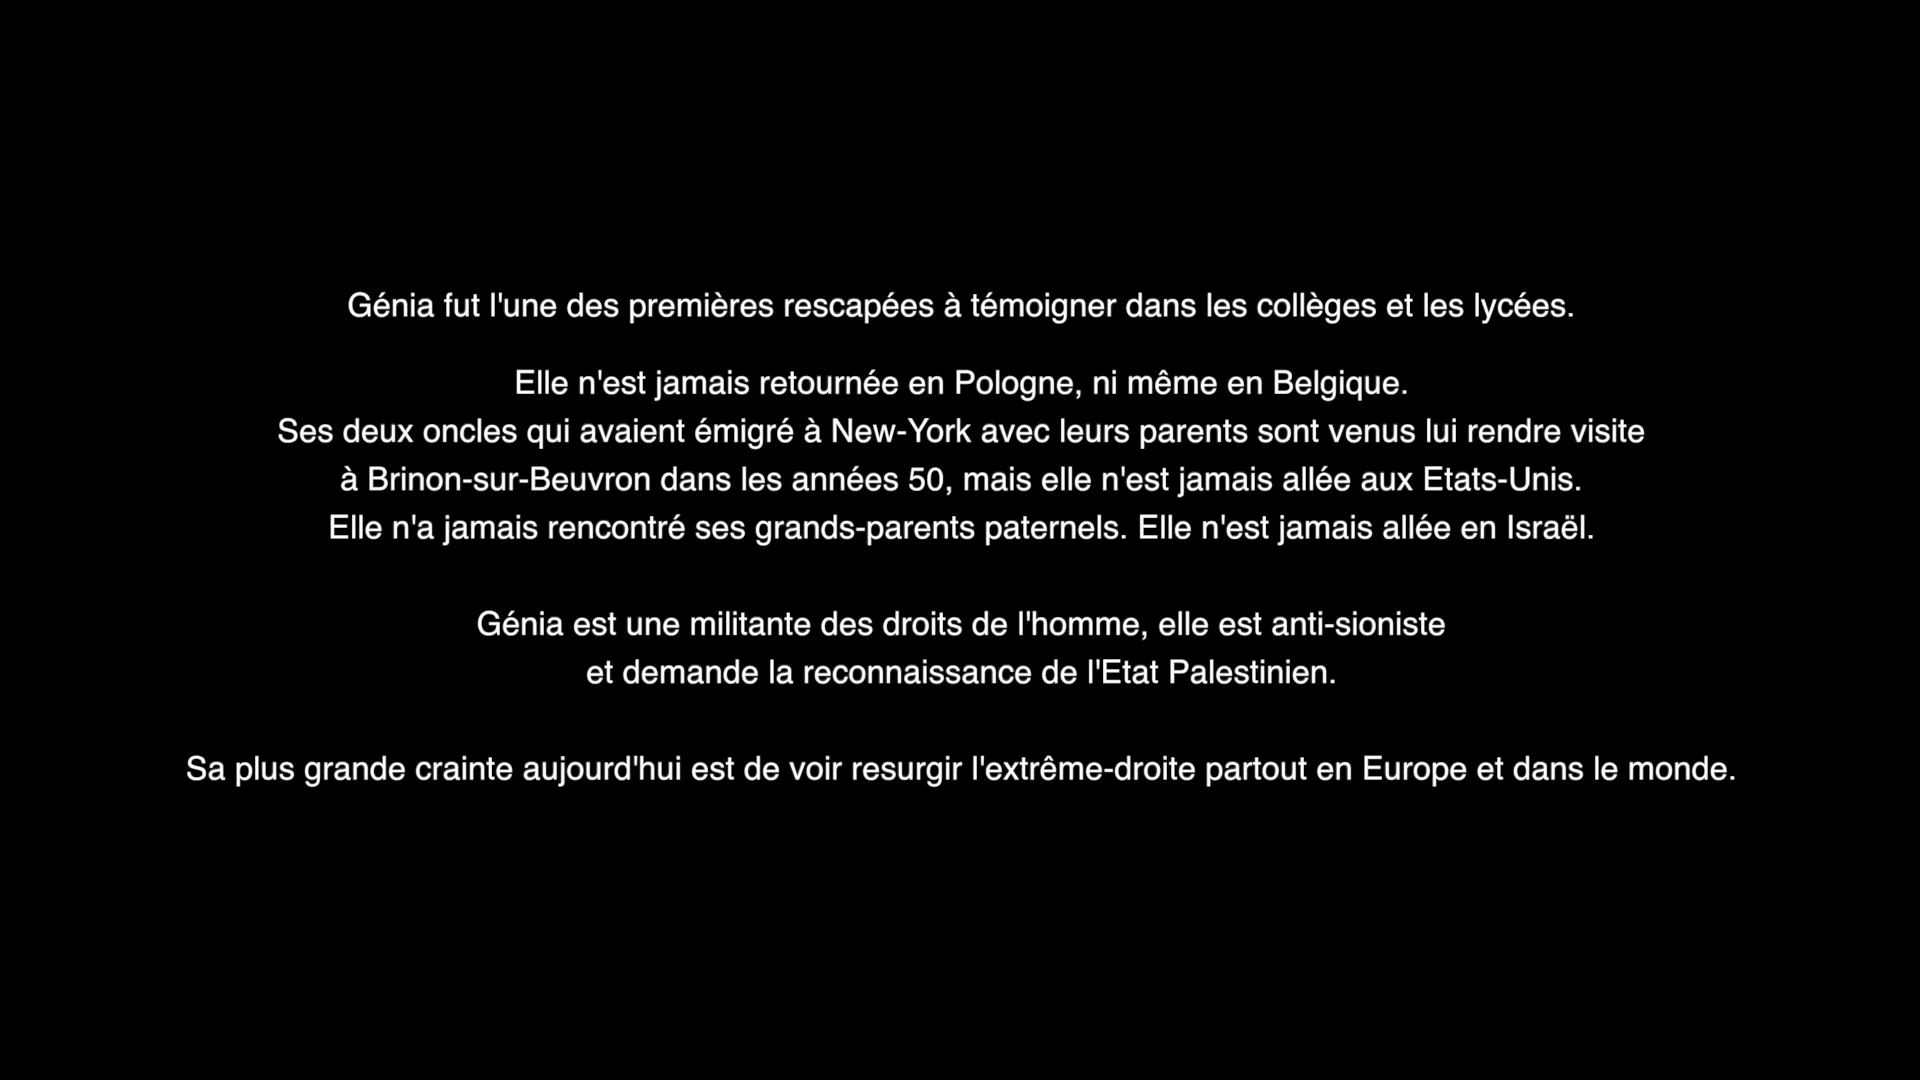 Génia fut l'une des premières rescapées à témoigner dans les collèges et les lycées.
Elle n'est jamais retournée en Pologne, ni même en Belgique.
Ses deux oncles qui avaient émigré à New-York avec leurs parents sont venus lui rendre visite
à Brinon-sur-Beuvron dans les années 50, mais elle n'est jamais allée aux Etats-Unis.
Elle n'a jamais rencontré ses grands-parents paternels. Elle n'est jamais allée en Israël.
Génia est une militante des droits de l'homme, elle est anti-sioniste
et demande la reconnaissance de l'Etat Palestinien.
Sa plus grande crainte aujourd'hui est de voir resurgir l'extrême-droite partout en Europe et dans le monde.